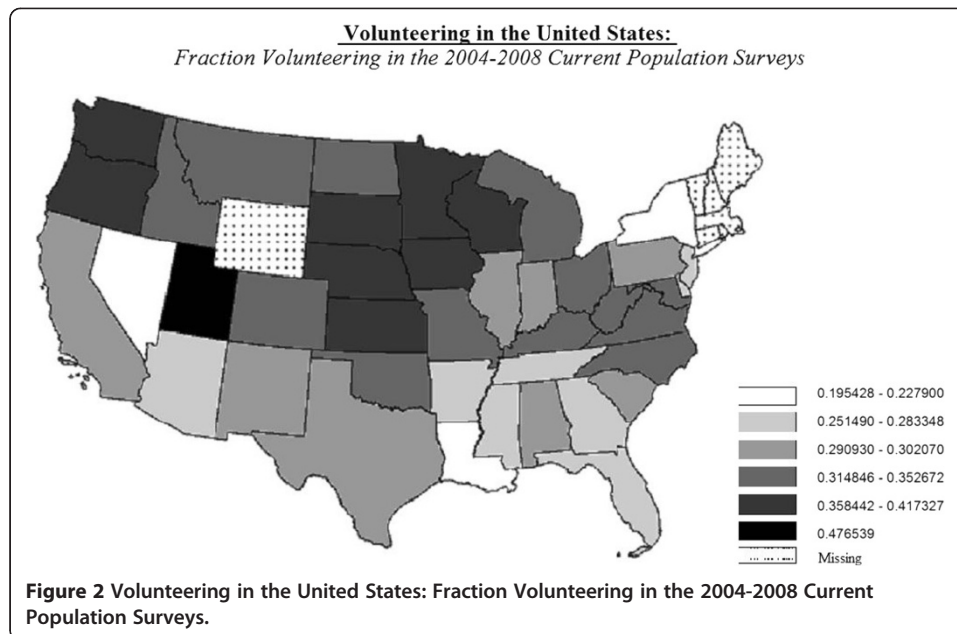 Volunteering in the United States:
Fraction Volunteering in the 2004-2008 Current Population Surveys
0.195428 - 0.227900
0.251490 - 0.283348
0.290930 - 0.302070
0.314846 - 0.352672
0.358442 - 0.417327
0.476539
Missing
Figure 2 Volunteering in the United States: Fraction Volunteering in the 2004-2008 Current
Population Surveys.